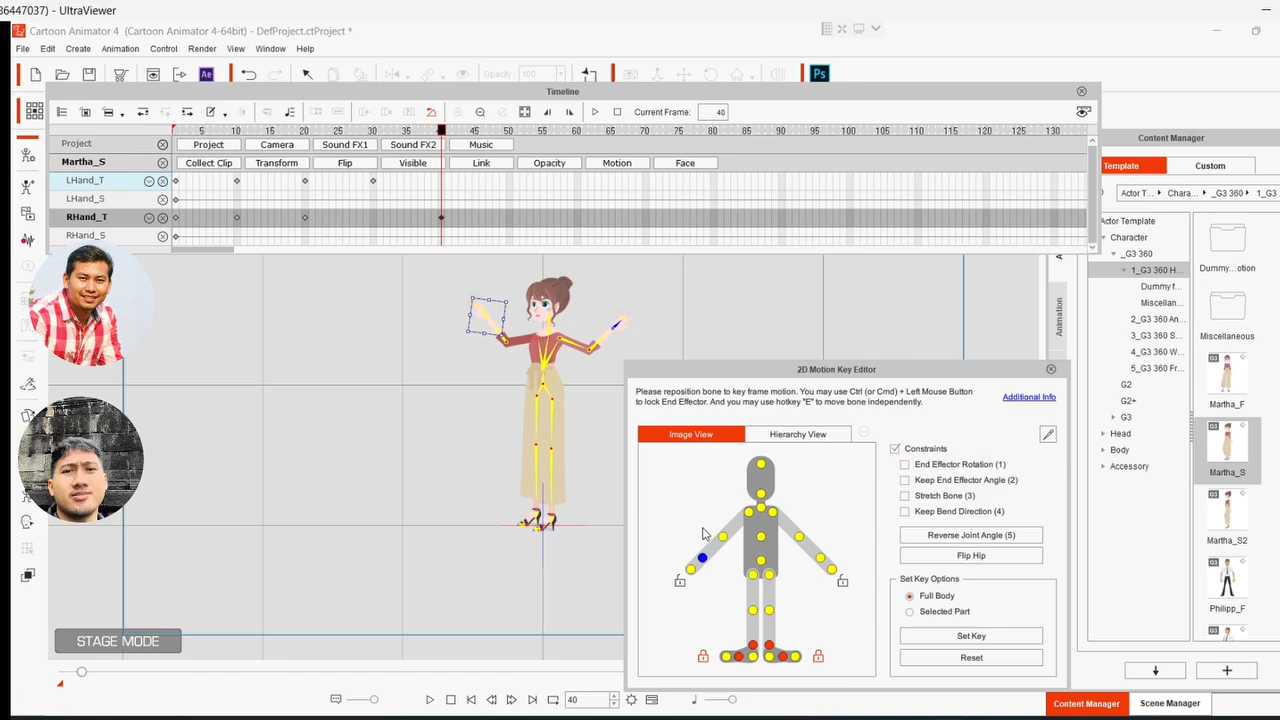 36447037) - UltraViewer
Cartoon Animator 4 (Cartoon Animator 4-64bit) - DefProject.ctProject *
File Edit Create Animation Control Render View Window Help
Ae
Opacity 100
Ps
Timeline
Current Frame: 40
5 10 15 20 25 30 35 40 45 50 55 60 65 70 75 80 85 90 95 100 105 110 115 120 125 130
Project Project Camera Sound FX1 Sound FX2 Music
Martha_S Collect Clip Transform Flip Visible Link Opacity Motion Face
LHand_T
LHand_S
RHand_T
RHand_S
Content Manager
Template Custom
Actor T... Chara... _G3 360 1_G3
Actor Template
Character
_G3 360
1_G3 360 H...
Dummy f...
Miscellan...
2_G3 360 An...
3_G3 360 S...
4_G3 360 W...
5_G3 360 Fr...
G2
G2+
G3
Head
Body
Accessory
Dummy...otion
Miscellaneous
G3
Martha_F
G3
Martha_S
G3
Martha_S2
G3
Philipp_F
G3
Animation
2D Motion Key Editor
Please reposition bone to key frame motion. You may use Ctrl (or Cmd) + Left Mouse Button
to lock End Effector. And you may use hotkey "E" to move bone independently.
Additional Info
Image View Hierarchy View
Constraints
End Effector Rotation (1)
Keep End Effector Angle (2)
Stretch Bone (3)
Keep Bend Direction (4)
Reverse Joint Angle (5)
Flip Hip
Set Key Options
Full Body
Selected Part
Set Key
Reset
STAGE MODE
40
Content Manager Scene Manager